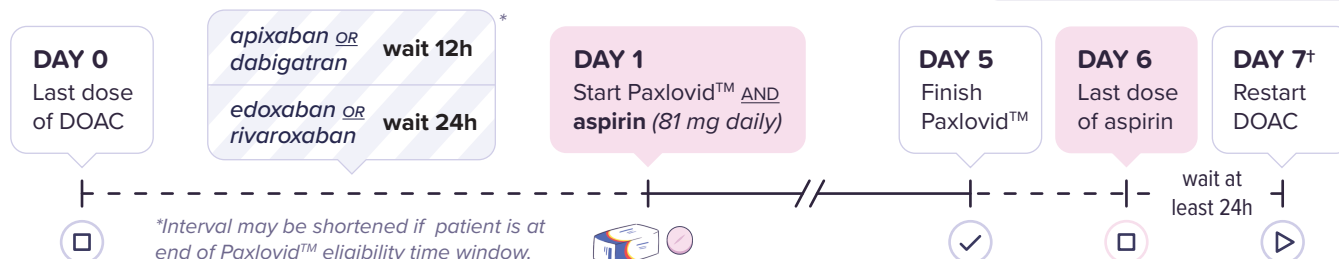 DAY 0
Last dose
of DOAC
apixaban OR
dabigatran
wait 12h
*
edoxaban OR
rivaroxaban
wait 24h
DAY 1
Start Paxlovid™ AND
aspirin (81 mg daily)
DAY 5
Finish
Paxlovid™
DAY 6
Last dose
of aspirin
DAY 7†
Restart
DOAC
wait at
least 24h
*Interval may be shortened if patient is at
end of Paxlovid™ eligibility time window.